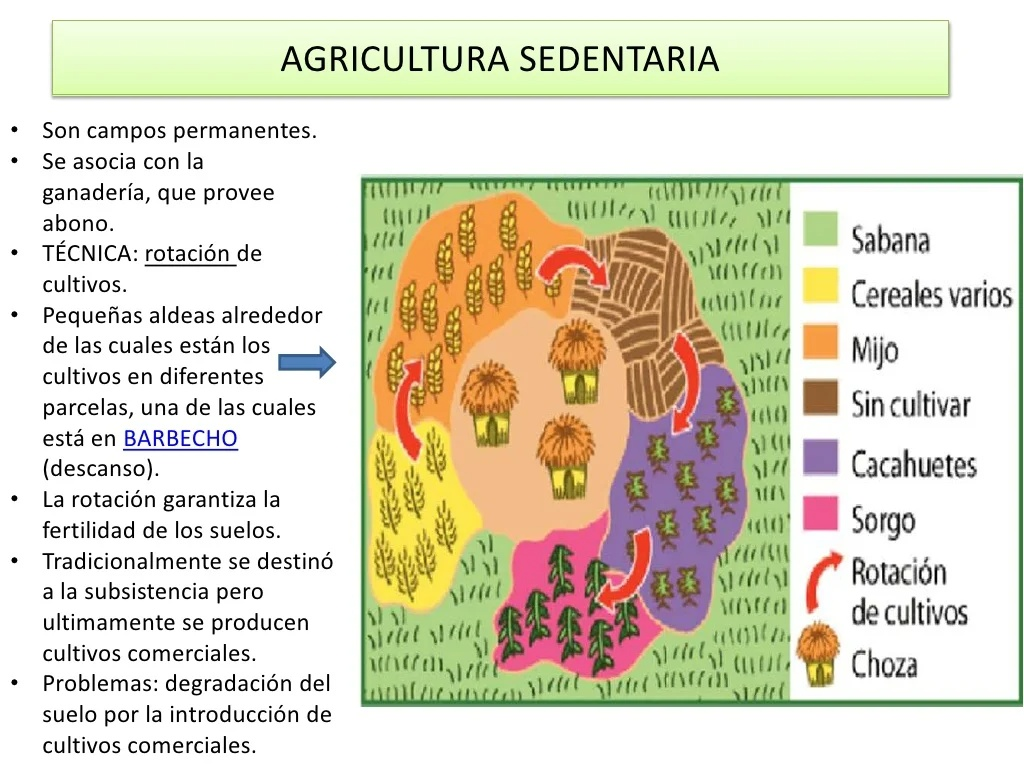 AGRICULTURA SEDENTARIA
• Son campos permanentes.
• Se asocia con la
ganadería, que provee
abono.
• TÉCNICA: rotación de
cultivos.
• Pequeñas aldeas alrededor
de las cuales están los
cultivos en diferentes
parcelas, una de las cuales
está en BARBECHO
(descanso).
• La rotación garantiza la
fertilidad de los suelos.
• Tradicionalmente se destinó
a la subsistencia pero
ultimamente se producen
cultivos comerciales.
• Problemas: degradación del
suelo por la introducción de
cultivos comerciales.
Sabana
Cereales varios
Mijo
Sin cultivar
Cacahuetes
Sorgo
Rotación
de cultivos
Choza